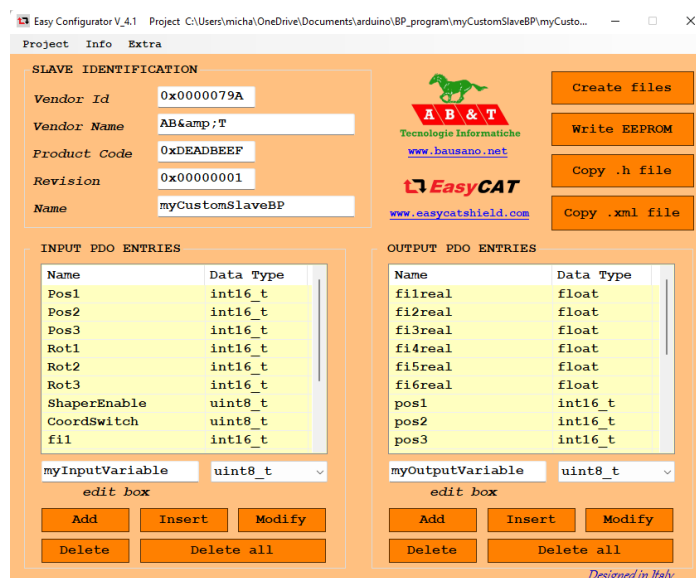 Easy Configurator V_4.1 Project C:\Users\micha\OneDrive\Documents\arduino\BP_program\myCustomSlaveBP\myCusto...
Project Info Extra
SLAVE IDENTIFICATION
Vendor Id 0x0000079A
Vendor Name AB&amp;T
Product Code 0xDEADBEEF
Revision 0x00000001
Name myCustomSlaveBP
A B & T
Tecnologie Informatiche
www.bausano.net
EasyCAT
www.easycatshield.com
Create files
Write EEPROM
Copy .h file
Copy .xml file
INPUT PDO ENTRIES
Name Data Type
Pos1 int16_t
Pos2 int16_t
Pos3 int16_t
Rot1 int16_t
Rot2 int16_t
Rot3 int16_t
ShaperEnable uint8_t
CoordSwitch uint8_t
fi1 int16_t
myInputVariable uint8_t
edit box
Add Insert Modify
Delete Delete all
OUTPUT PDO ENTRIES
Name Data Type
fi1real float
fi2real float
fi3real float
fi4real float
fi5real float
fi6real float
pos1 int16_t
pos2 int16_t
pos3 int16_t
myOutputVariable uint8_t
edit box
Add Insert Modify
Delete Delete all
Designed in Italy